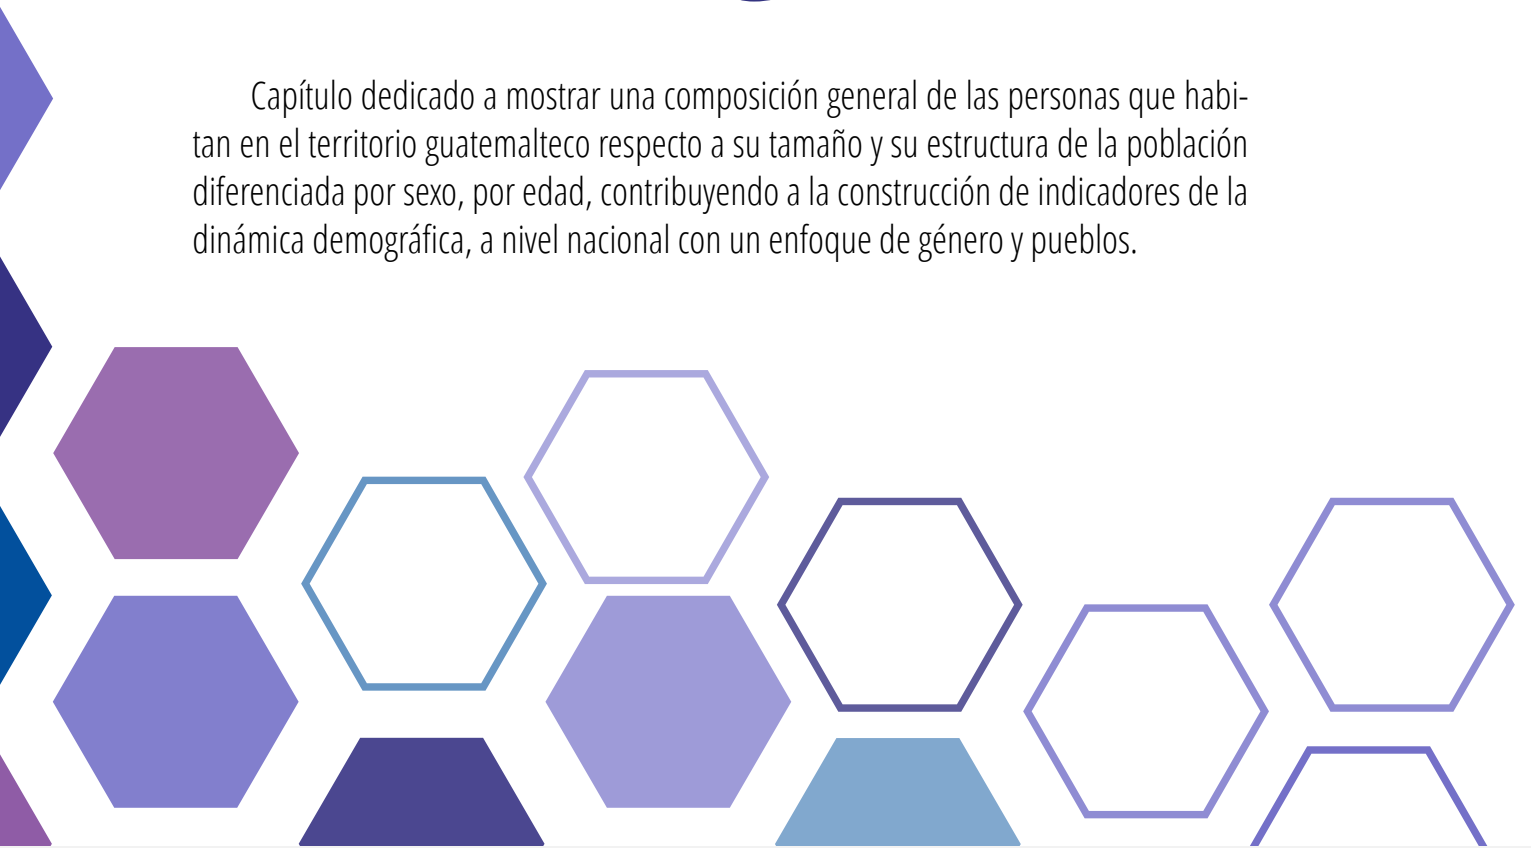 Capítulo dedicado a mostrar una composición general de las personas que habi-
tan en el territorio guatemalteco respecto a su tamaño y su estructura de la población
diferenciada por sexo, por edad, contribuyendo a la construcción de indicadores de la
dinámica demográfica, a nivel nacional con un enfoque de género y pueblos.